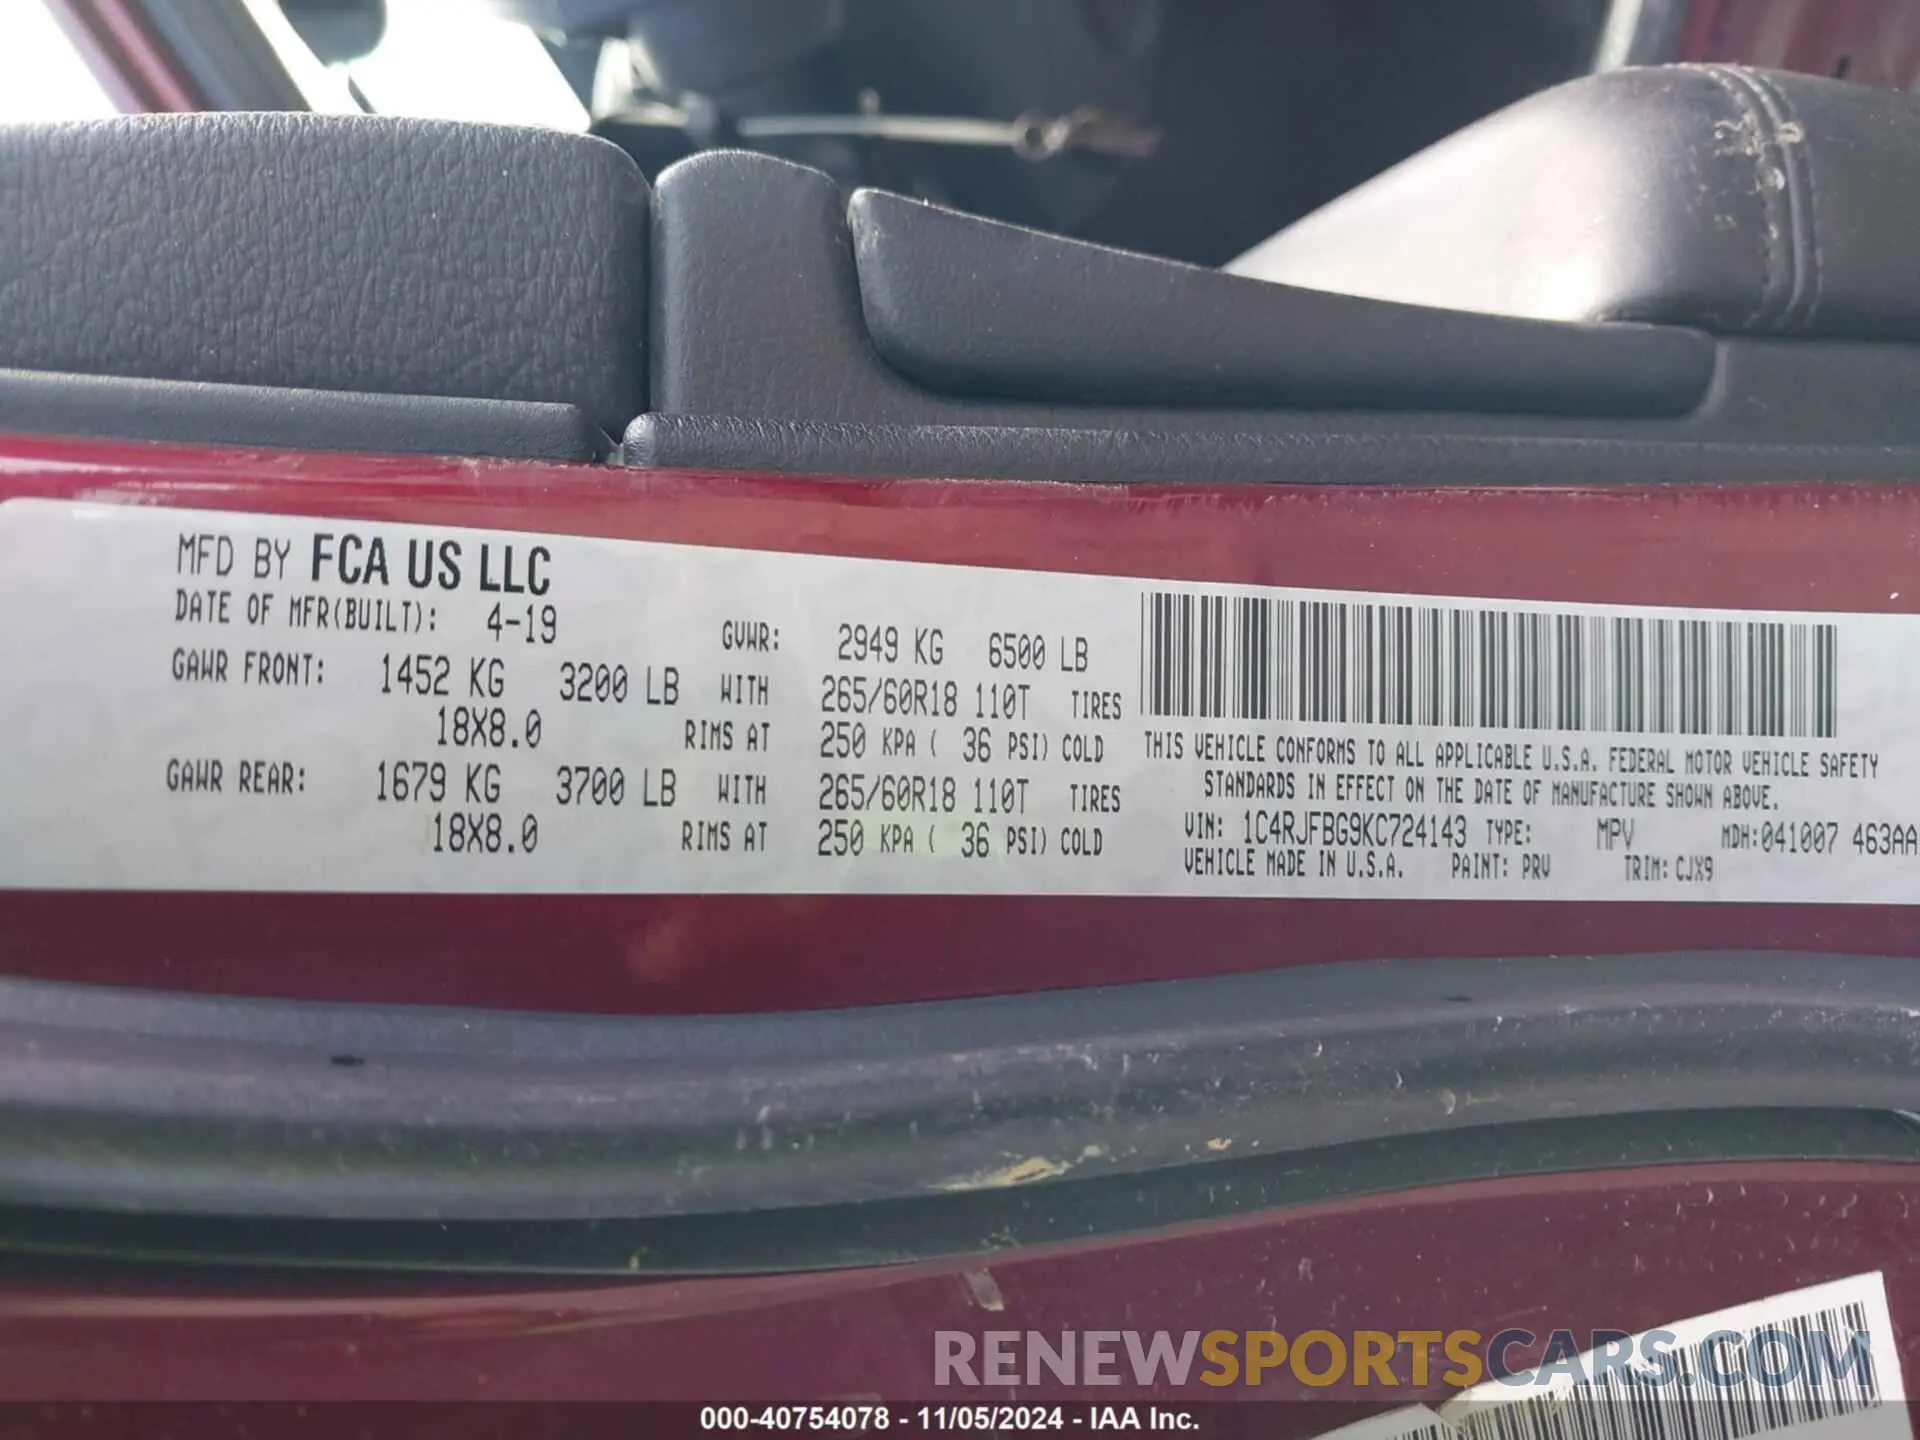 MFD BY FCA US LLC
DATE OF MFR(BUILT): 4-19 GVWR: 2949 KG 6500 LB
GAWR FRONT: 1452 KG 3200 LB WITH 265/60R18 110T TIRES
18X8.0 RIMS AT 250 KPA ( 36 PSI) COLD
GAWR REAR: 1679 KG 3700 LB WITH 265/60R18 110T TIRES
18X8.0 RIMS AT 250 KPA ( 36 PSI) COLD
THIS VEHICLE CONFORMS TO ALL APPLICABLE U.S.A. FEDERAL MOTOR VEHICLE SAFETY
STANDARDS IN EFFECT ON THE DATE OF MANUFACTURE SHOWN ABOVE.
VIN: 1C4RJFBG9KC724143 TYPE: MPV MDH:041007 463AA
VEHICLE MADE IN U.S.A. PAINT: PRV TRIM: CJX9
RENEWSPORTSCARS.COM
000-40754078 - 11/05/2024 - IAA Inc.